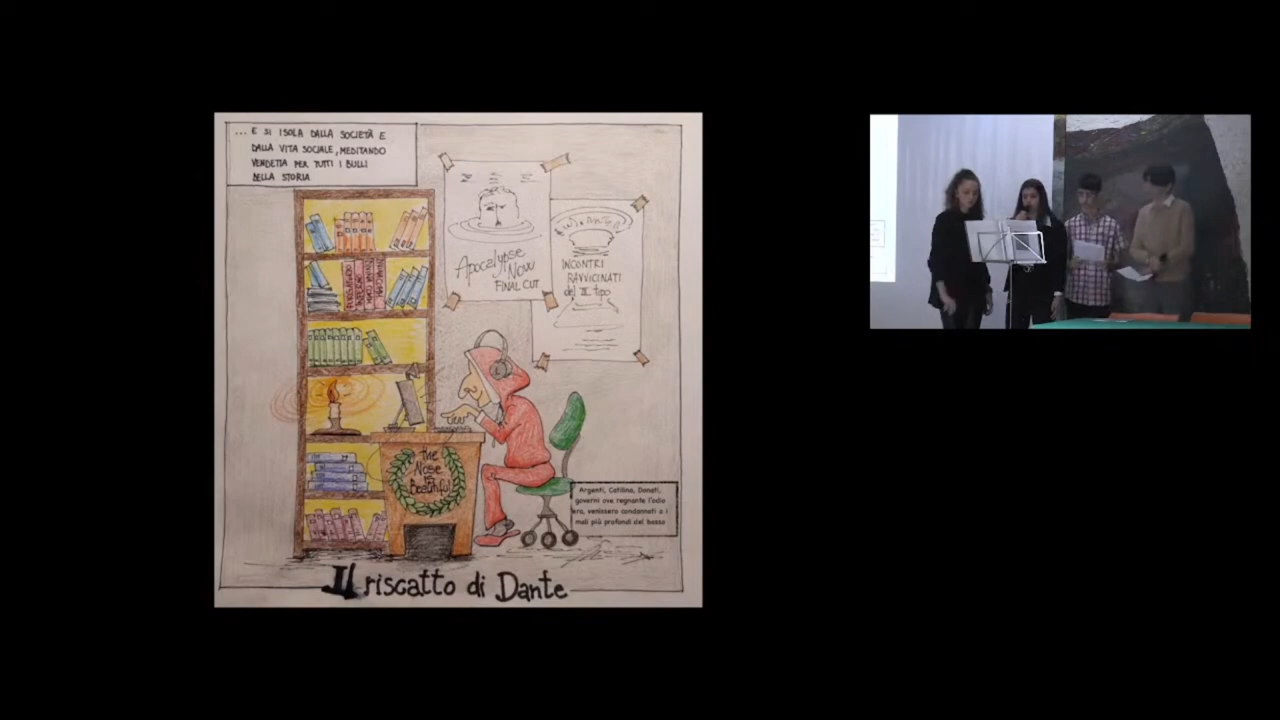 ... E SI ISOLA DALLA SOCIETÀ E
DALLA VITA SOCIALE, MEDITANDO
VENDETTA PER TUTTI I BULLI
DELLA STORIA
Apocalypse
Now
FINAL CUT
INCONTRI
RAVVICINATI
del III tipo
the
Nose
is
Beautiful
Argenti, Catilina, Donati,
governi ove regnante l'odio
era, venissero condannati a i
mali più profondi del basso
Il riscatto di Dante